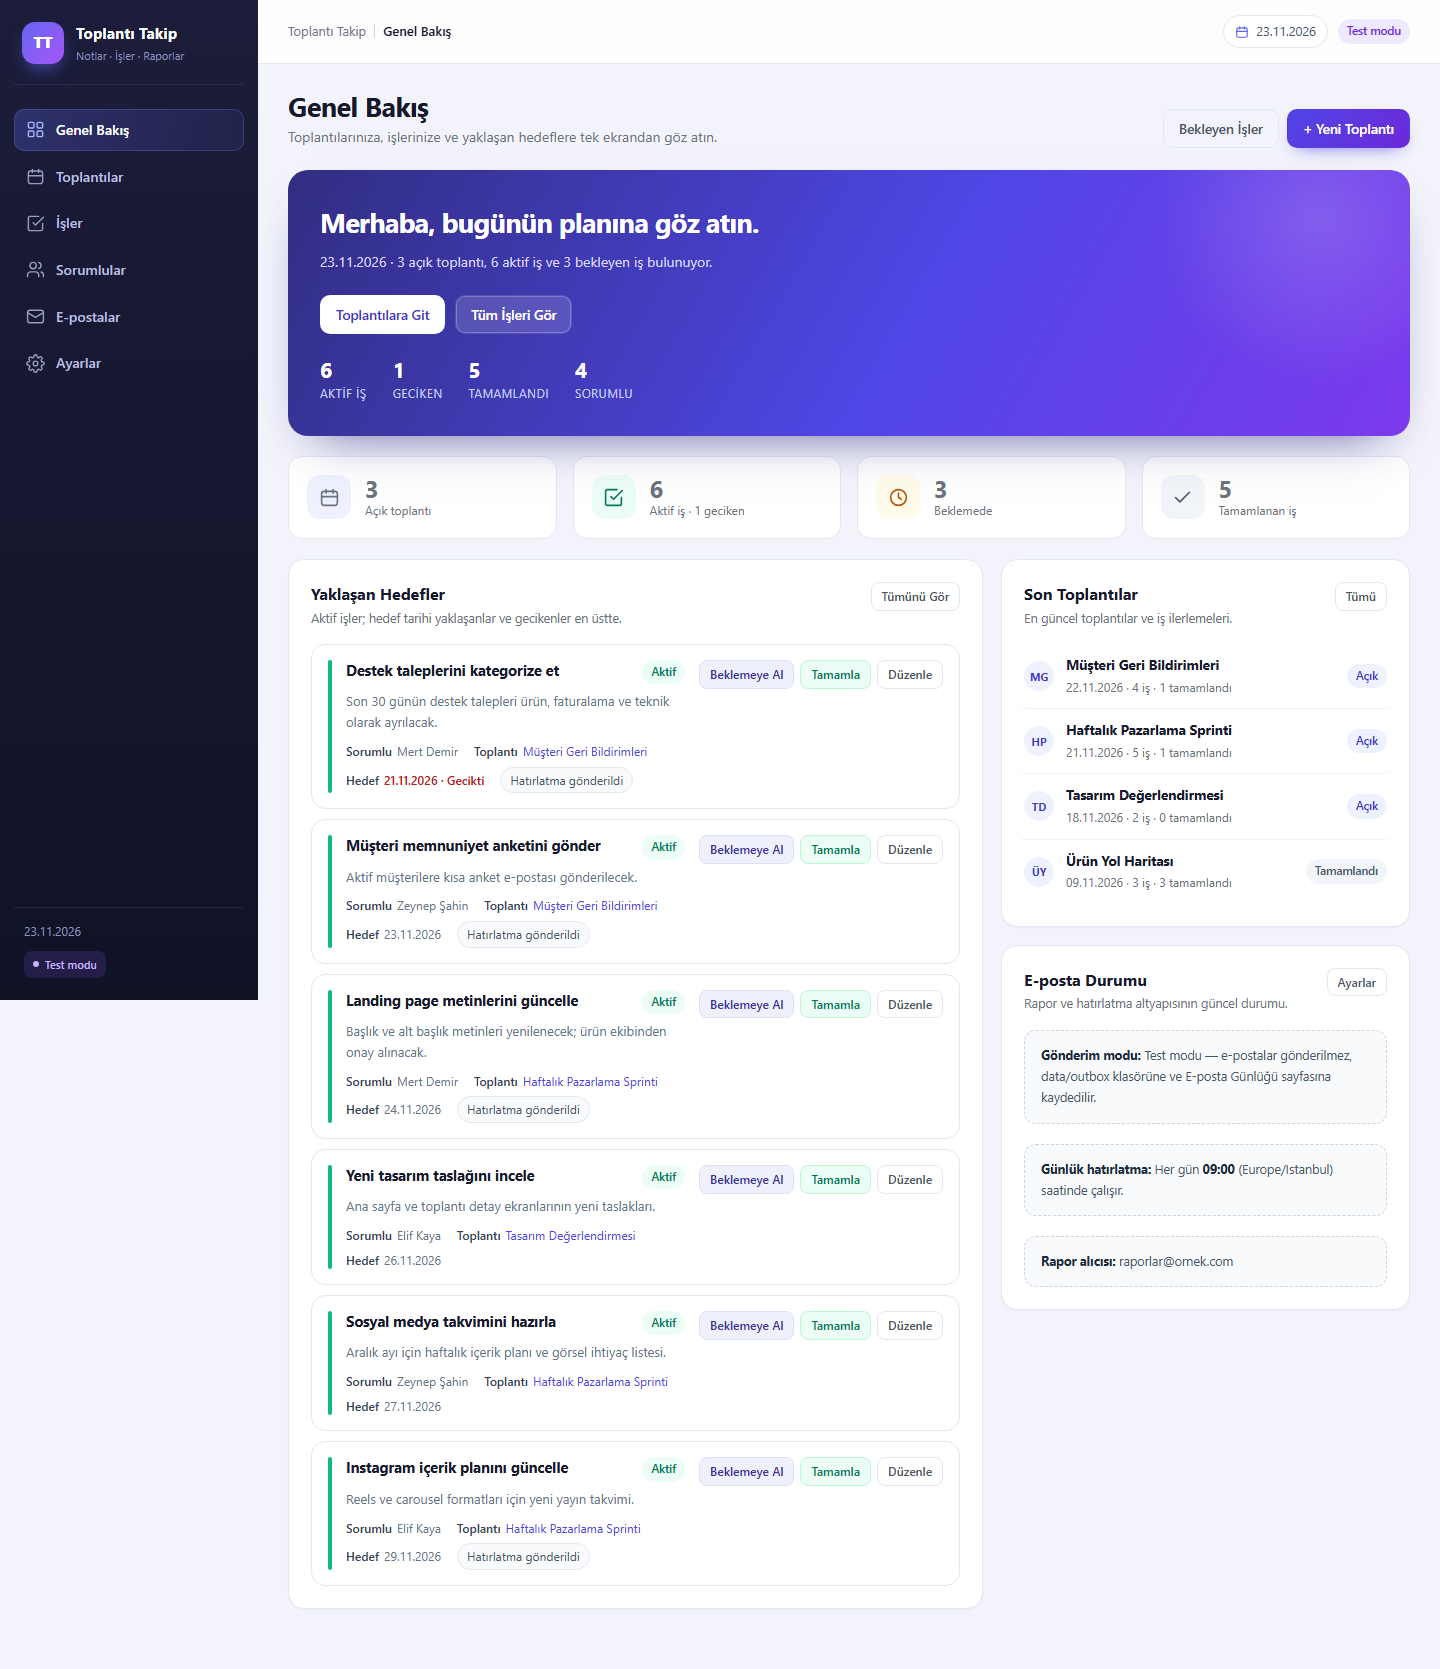 TT
Toplantı Takip
Notlar · İşler · Raporlar
Genel Bakış
Toplantılar
İşler
Sorumlular
E-postalar
Ayarlar
23.11.2026
Test modu
Toplantı Takip
Genel Bakış
23.11.2026
Test modu
Genel Bakış
Toplantılarınıza, işlerinize ve yaklaşan hedeflere tek ekrandan göz atın.
Bekleyen İşler
+ Yeni Toplantı
Merhaba, bugünün planına göz atın.
23.11.2026 · 3 açık toplantı, 6 aktif iş ve 3 bekleyen iş bulunuyor.
Toplantılara Git
Tüm İşleri Gör
6
AKTİF İŞ
1
GECİKEN
5
TAMAMLANDI
4
SORUMLU
3
Açık toplantı
6
Aktif iş · 1 geciken
3
Beklemede
5
Tamamlanan iş
Yaklaşan Hedefler
Aktif işler; hedef tarihi yaklaşanlar ve gecikenler en üstte.
Tümünü Gör
Destek taleplerini kategorize et
Aktif
Beklemeye Al
Tamamla
Düzenle
Son 30 günün destek talepleri ürün, faturalama ve teknik
olarak ayrılacak.
Sorumlu Mert Demir Toplantı Müşteri Geri Bildirimleri
Hedef 21.11.2026 · Gecikti Hatırlatma gönderildi
Müşteri memnuniyet anketini gönder
Aktif
Beklemeye Al
Tamamla
Düzenle
Aktif müşterilere kısa anket e-postası gönderilecek.
Sorumlu Zeynep Şahin Toplantı Müşteri Geri Bildirimleri
Hedef 23.11.2026 Hatırlatma gönderildi
Landing page metinlerini güncelle
Aktif
Beklemeye Al
Tamamla
Düzenle
Başlık ve alt başlık metinleri yenilenecek; ürün ekibinden
onay alınacak.
Sorumlu Mert Demir Toplantı Haftalık Pazarlama Sprinti
Hedef 24.11.2026 Hatırlatma gönderildi
Yeni tasarım taslağını incele
Aktif
Beklemeye Al
Tamamla
Düzenle
Ana sayfa ve toplantı detay ekranlarının yeni taslakları.
Sorumlu Elif Kaya Toplantı Tasarım Değerlendirmesi
Hedef 26.11.2026
Sosyal medya takvimini hazırla
Aktif
Beklemeye Al
Tamamla
Düzenle
Aralık ayı için haftalık içerik planı ve görsel ihtiyaç listesi.
Sorumlu Zeynep Şahin Toplantı Haftalık Pazarlama Sprinti
Hedef 27.11.2026
Instagram içerik planını güncelle
Aktif
Beklemeye Al
Tamamla
Düzenle
Reels ve carousel formatları için yeni yayın takvimi.
Sorumlu Elif Kaya Toplantı Haftalık Pazarlama Sprinti
Hedef 29.11.2026 Hatırlatma gönderildi
Son Toplantılar
En güncel toplantılar ve iş ilerlemeleri.
Tümü
MG
Müşteri Geri Bildirimleri
22.11.2026 · 4 iş · 1 tamamlandı
Açık
HP
Haftalık Pazarlama Sprinti
21.11.2026 · 5 iş · 1 tamamlandı
Açık
TD
Tasarım Değerlendirmesi
18.11.2026 · 2 iş · 0 tamamlandı
Açık
ÜY
Ürün Yol Haritası
09.11.2026 · 3 iş · 3 tamamlandı
Tamamlandı
E-posta Durumu
Rapor ve hatırlatma altyapısının güncel durumu.
Ayarlar
Gönderim modu: Test modu — e-postalar gönderilmez,
data/outbox klasörüne ve E-posta Günlüğü sayfasına
kaydedilir.
Günlük hatırlatma: Her gün 09:00 (Europe/Istanbul)
saatinde çalışır.
Rapor alıcısı: raporlar@ornek.com